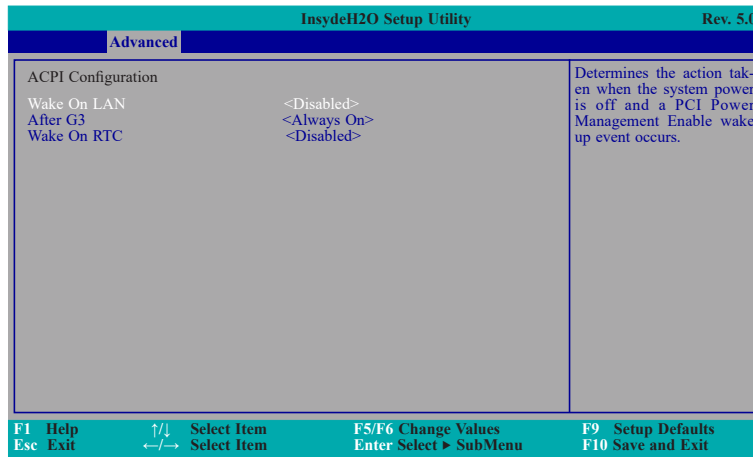 InsydeH2O Setup Utility Rev. 5.0
Advanced
ACPI Configuration
Wake On LAN <Disabled>
After G3 <Always On>
Wake On RTC <Disabled>
Determines the action tak-
en when the system power
is off and a PCI Power
Management Enable wake
up event occurs.
F1 Help ↑/↓ Select Item F5/F6 Change Values F9 Setup Defaults
Esc Exit ←/→ Select Item Enter Select ▶ SubMenu F10 Save and Exit